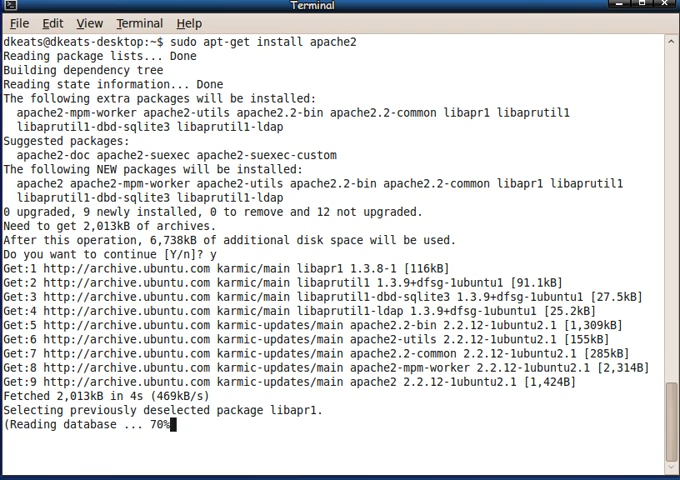 Terminal
File Edit View Terminal Help
dkeats@dkeats-desktop:~$ sudo apt-get install apache2
Reading package lists... Done
Building dependency tree
Reading state information... Done
The following extra packages will be installed:
  apache2-mpm-worker apache2-utils apache2.2-bin apache2.2-common libapr1 libaprutil1
  libaprutil1-dbd-sqlite3 libaprutil1-ldap
Suggested packages:
  apache2-doc apache2-suexec apache2-suexec-custom
The following NEW packages will be installed:
  apache2 apache2-mpm-worker apache2-utils apache2.2-bin apache2.2-common libapr1 libaprutil1
  libaprutil1-dbd-sqlite3 libaprutil1-ldap
0 upgraded, 9 newly installed, 0 to remove and 12 not upgraded.
Need to get 2,013kB of archives.
After this operation, 6,738kB of additional disk space will be used.
Do you want to continue [Y/n]? y
Get:1 http://archive.ubuntu.com karmic/main libapr1 1.3.8-1 [116kB]
Get:2 http://archive.ubuntu.com karmic/main libaprutil1 1.3.9+dfsg-1ubuntu1 [91.1kB]
Get:3 http://archive.ubuntu.com karmic/main libaprutil1-dbd-sqlite3 1.3.9+dfsg-1ubuntu1 [27.5kB]
Get:4 http://archive.ubuntu.com karmic/main libaprutil1-ldap 1.3.9+dfsg-1ubuntu1 [25.2kB]
Get:5 http://archive.ubuntu.com karmic-updates/main apache2.2-bin 2.2.12-1ubuntu2.1 [1,309kB]
Get:6 http://archive.ubuntu.com karmic-updates/main apache2-utils 2.2.12-1ubuntu2.1 [155kB]
Get:7 http://archive.ubuntu.com karmic-updates/main apache2.2-common 2.2.12-1ubuntu2.1 [285kB]
Get:8 http://archive.ubuntu.com karmic-updates/main apache2-mpm-worker 2.2.12-1ubuntu2.1 [2,314B]
Get:9 http://archive.ubuntu.com karmic-updates/main apache2 2.2.12-1ubuntu2.1 [1,424B]
Fetched 2,013kB in 4s (469kB/s)
Selecting previously deselected package libapr1.
(Reading database ... 70%